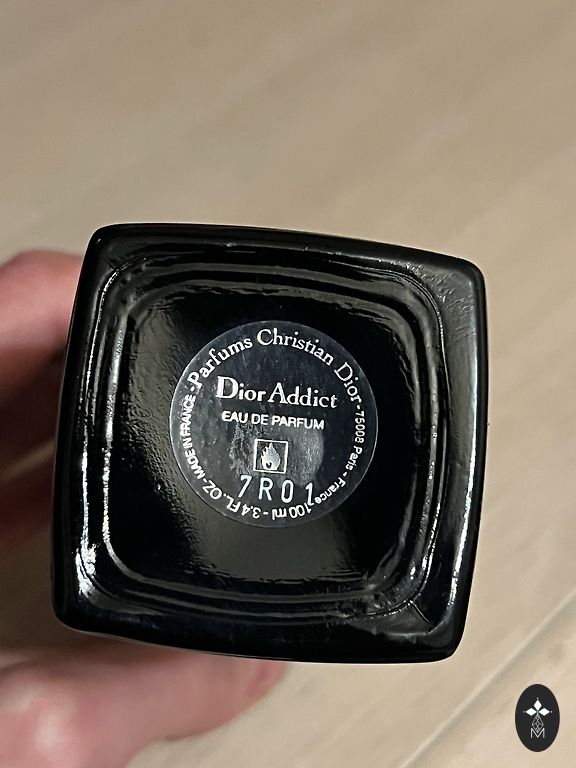 Parfums Christian Dior - 75008 Paris - France
Dior Addict
EAU DE PARFUM
7R01
100 ml - 3.4 FL. OZ - MADE IN FRANCE -
M